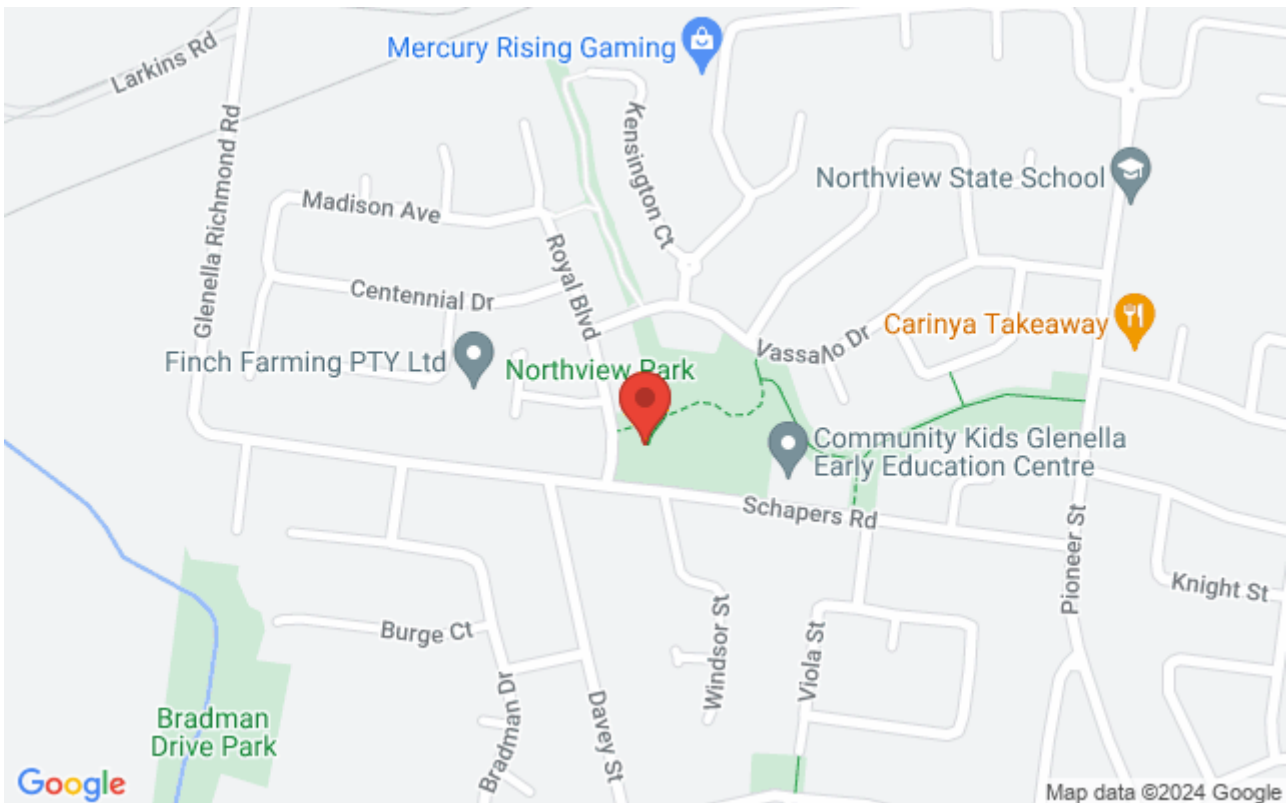 Larkins Rd
Mercury Rising Gaming
Glenella Richmond Rd
Kensington Ct
Northview State School
Madison Ave
Royal Blvd
Centennial Dr
Vassallo Dr
Carinya Takeaway
Finch Farming PTY Ltd
Northview Park
Community Kids Glenella
Early Education Centre
Schapers Rd
Pioneer St
Knight St
Burge Ct
Windsor St
Viola St
Bradman Dr
Davey St
Bradman
Drive Park
Google
Map data ©2024 Google